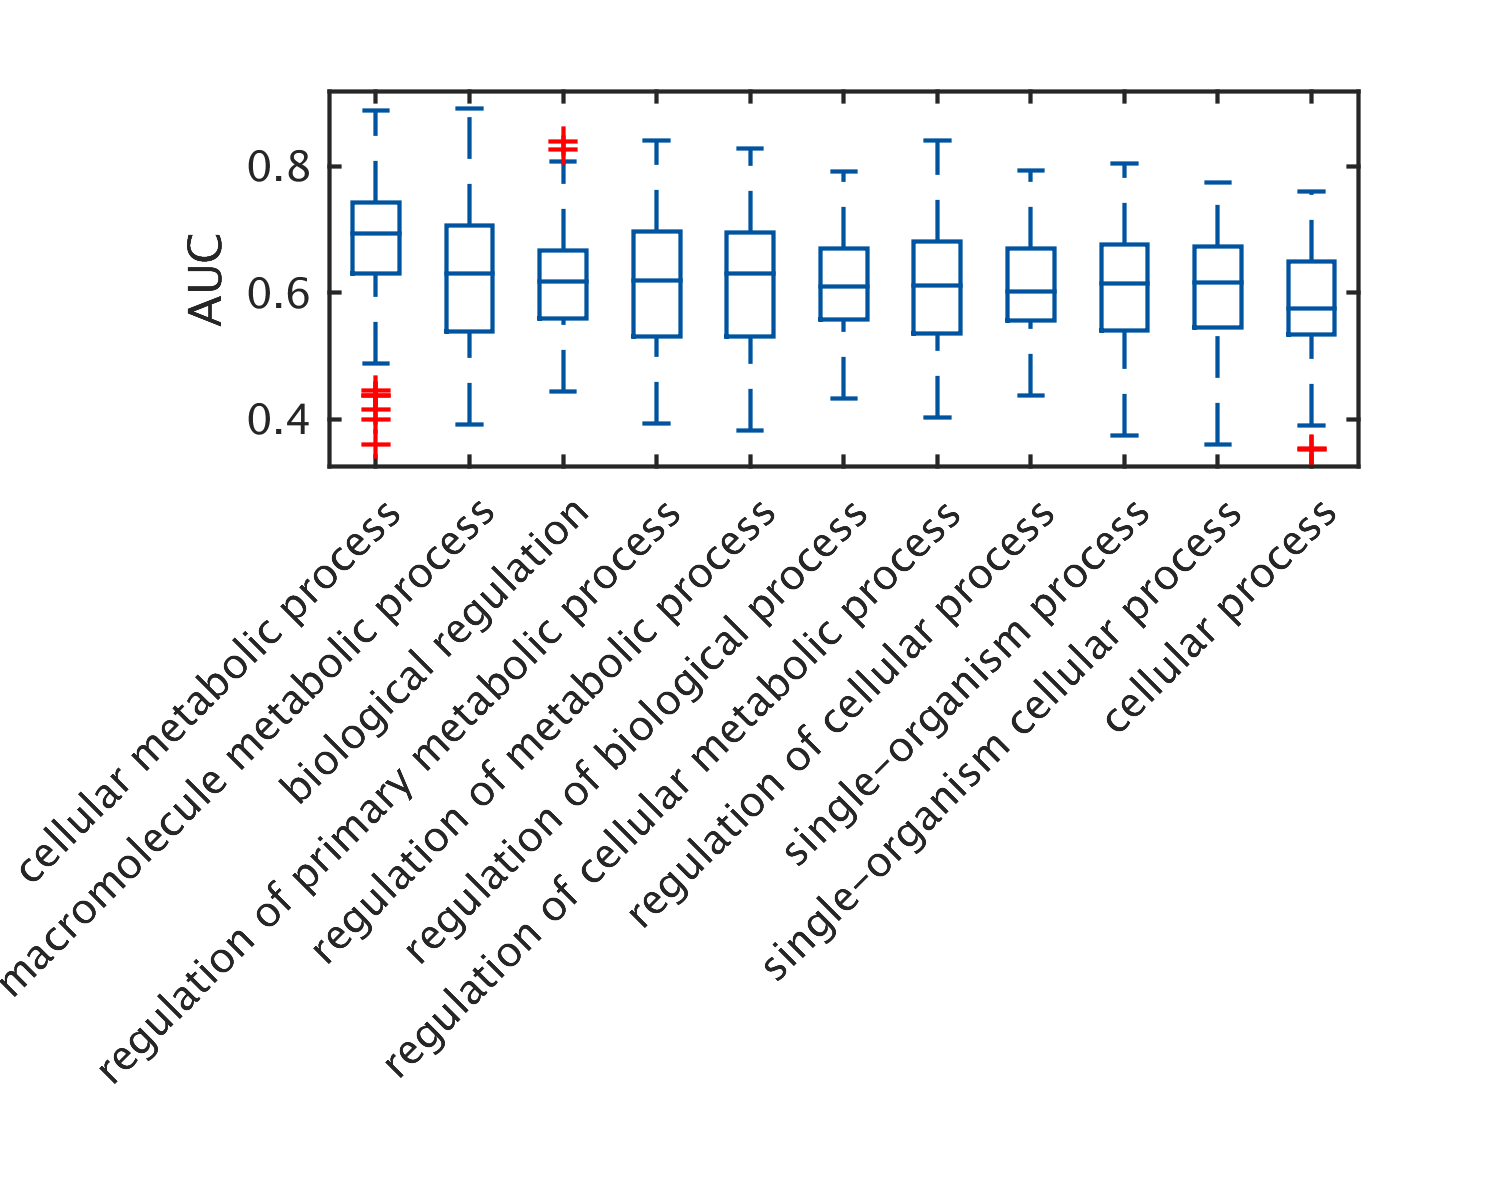 AUC
0.8
0.6
0.4
cellular metabolic process
macromolecule metabolic process
biological regulation
regulation of primary metabolic process
regulation of metabolic process
regulation of biological process
regulation of cellular metabolic process
regulation of cellular process
single−organism process
single−organism cellular process
cellular process